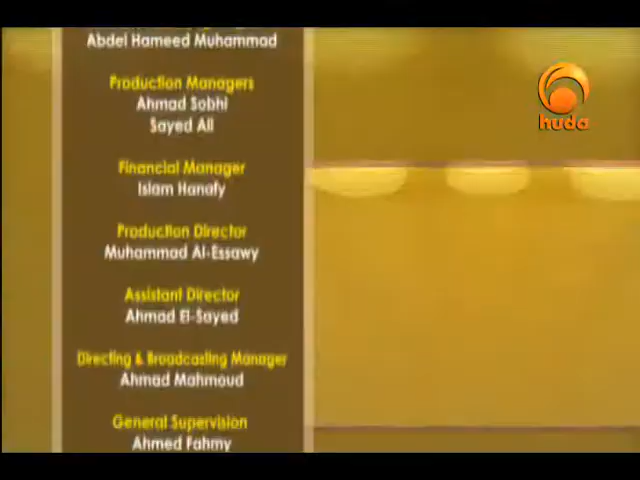 Abdel Hameed Muhammad
Production Managers
Ahmad Sobhi
Sayed Ali
Financial Manager
Islam Hanafy
Production Director
Muhammad Al-Essawy
Assistant Director
Ahmad El-Sayed
Directing & Broadcasting Manager
Ahmad Mahmoud
General Supervision
Ahmed Fahmy
huda